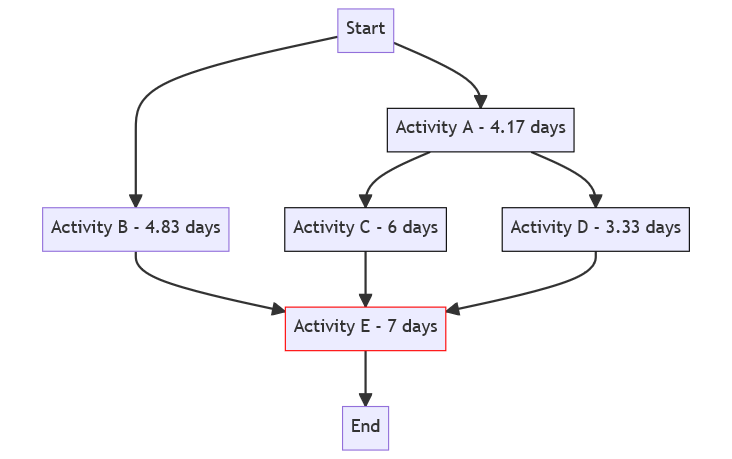 Start
Activity A - 4.17 days
Activity B - 4.83 days
Activity C - 6 days
Activity D - 3.33 days
Activity E - 7 days
End